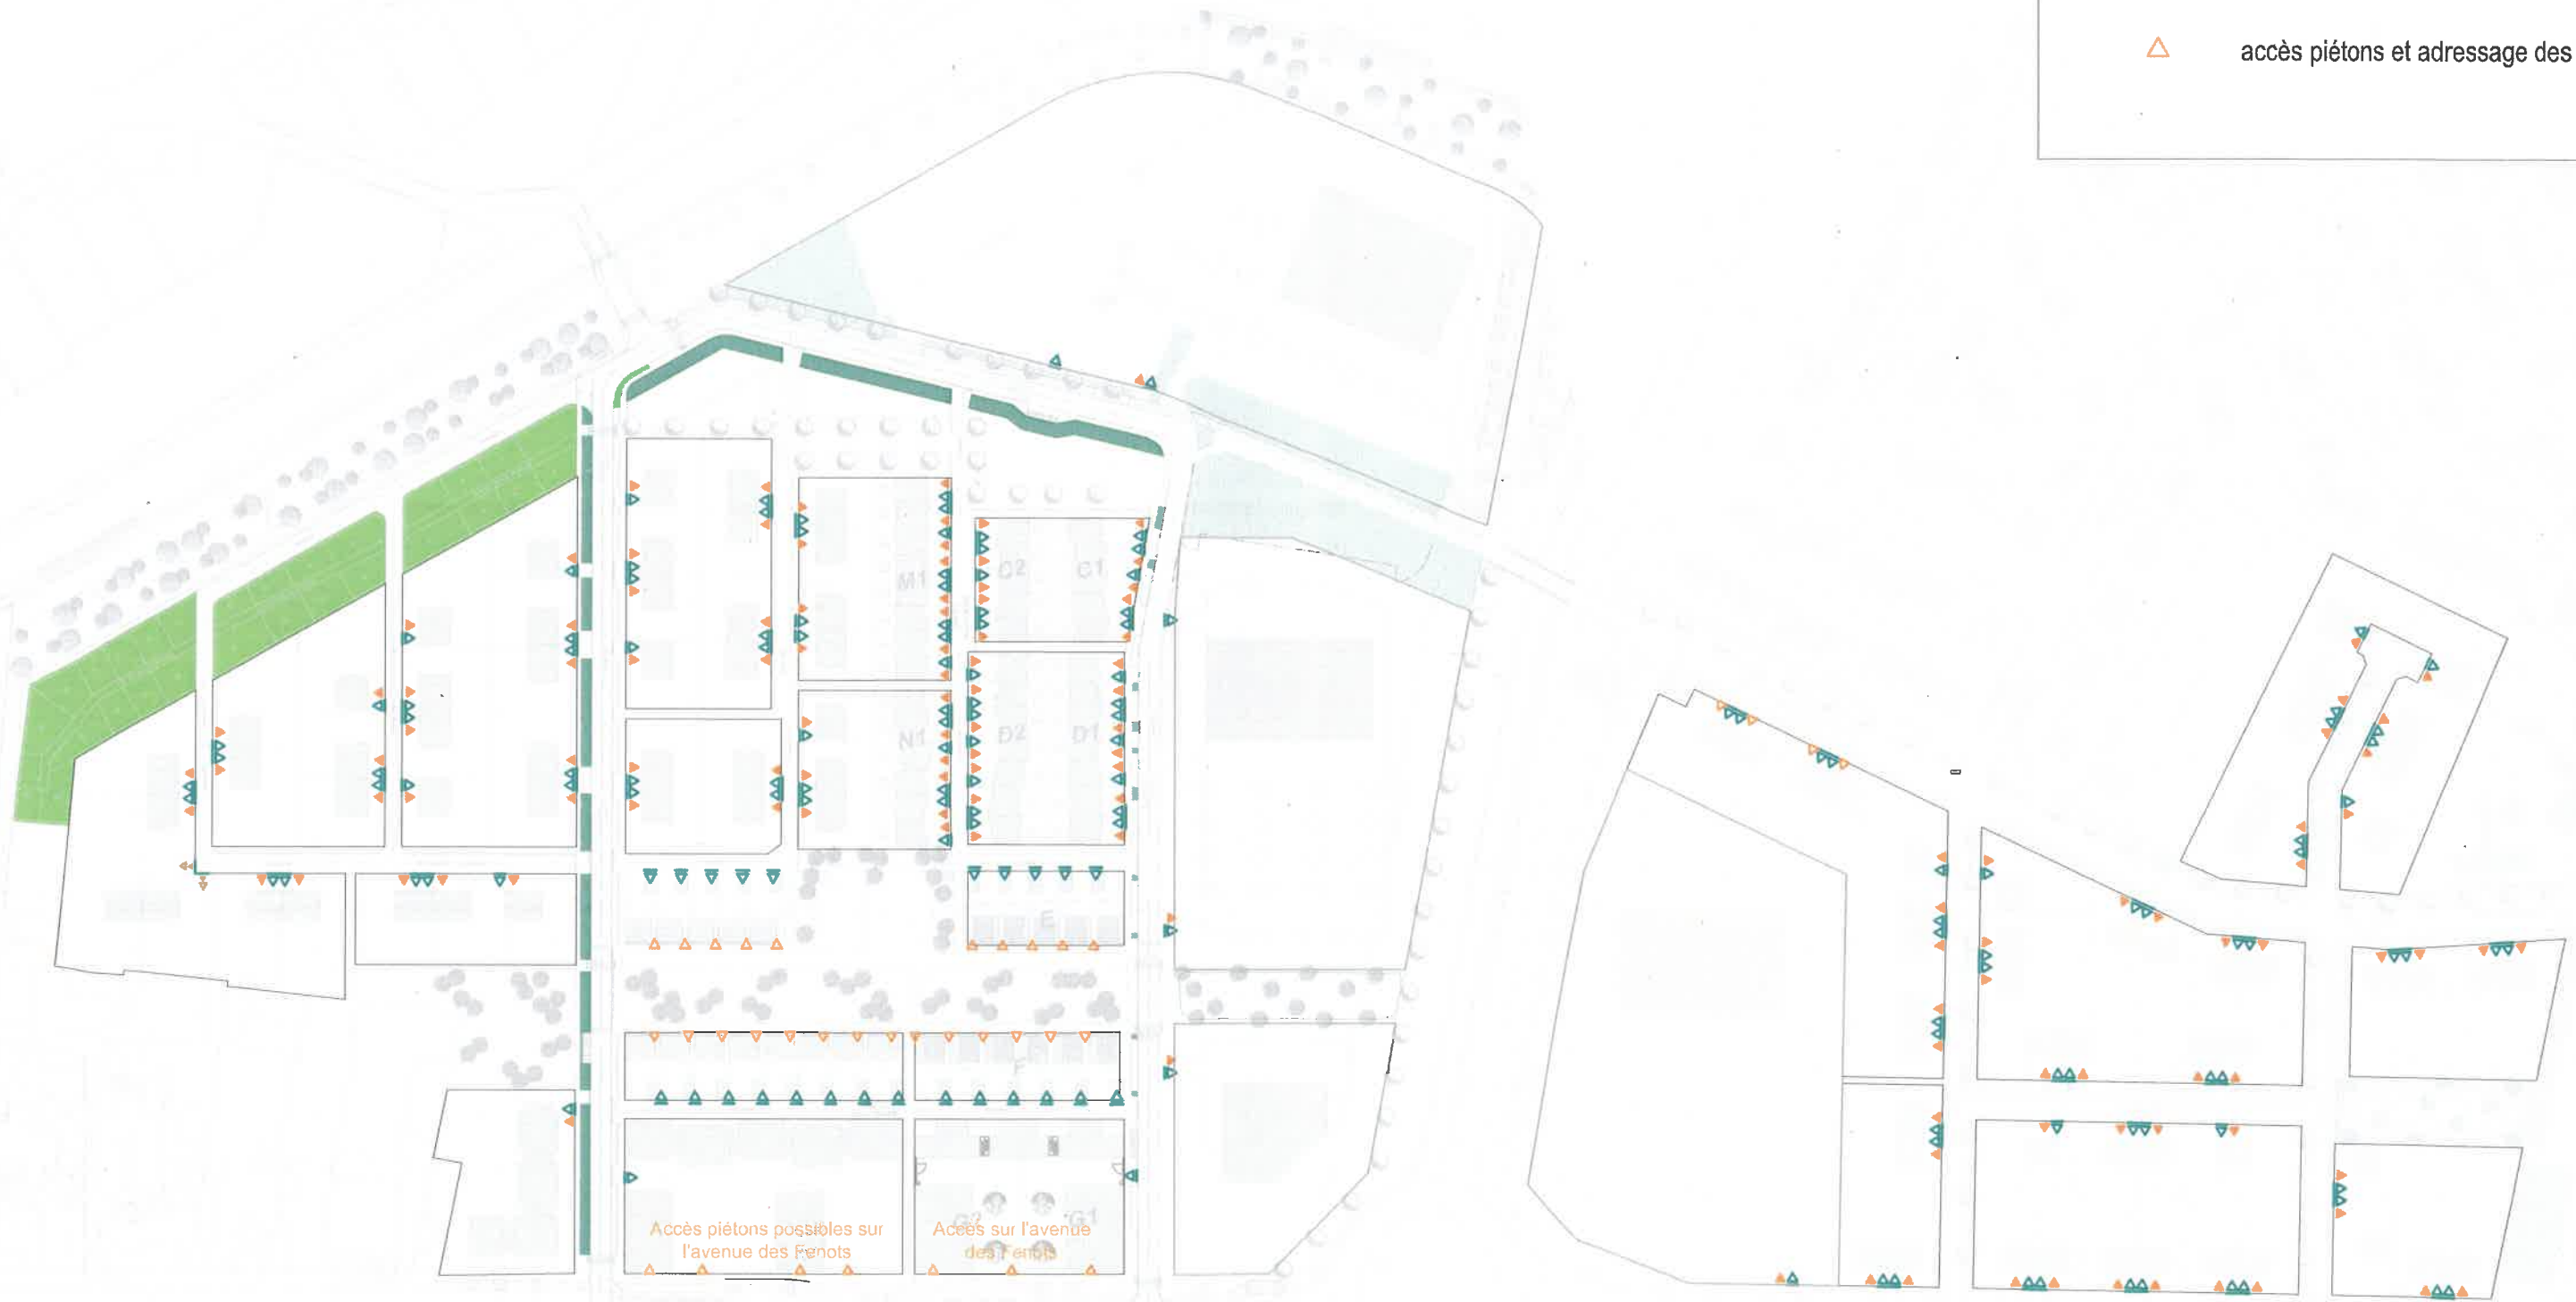 accès piétons et adressage des
M1
C2
C1
N1
D2
D1
E
F
G2
G1
Accès piétons possibles sur
l'avenue des Fenots
Accès sur l'avenue
des Fenots